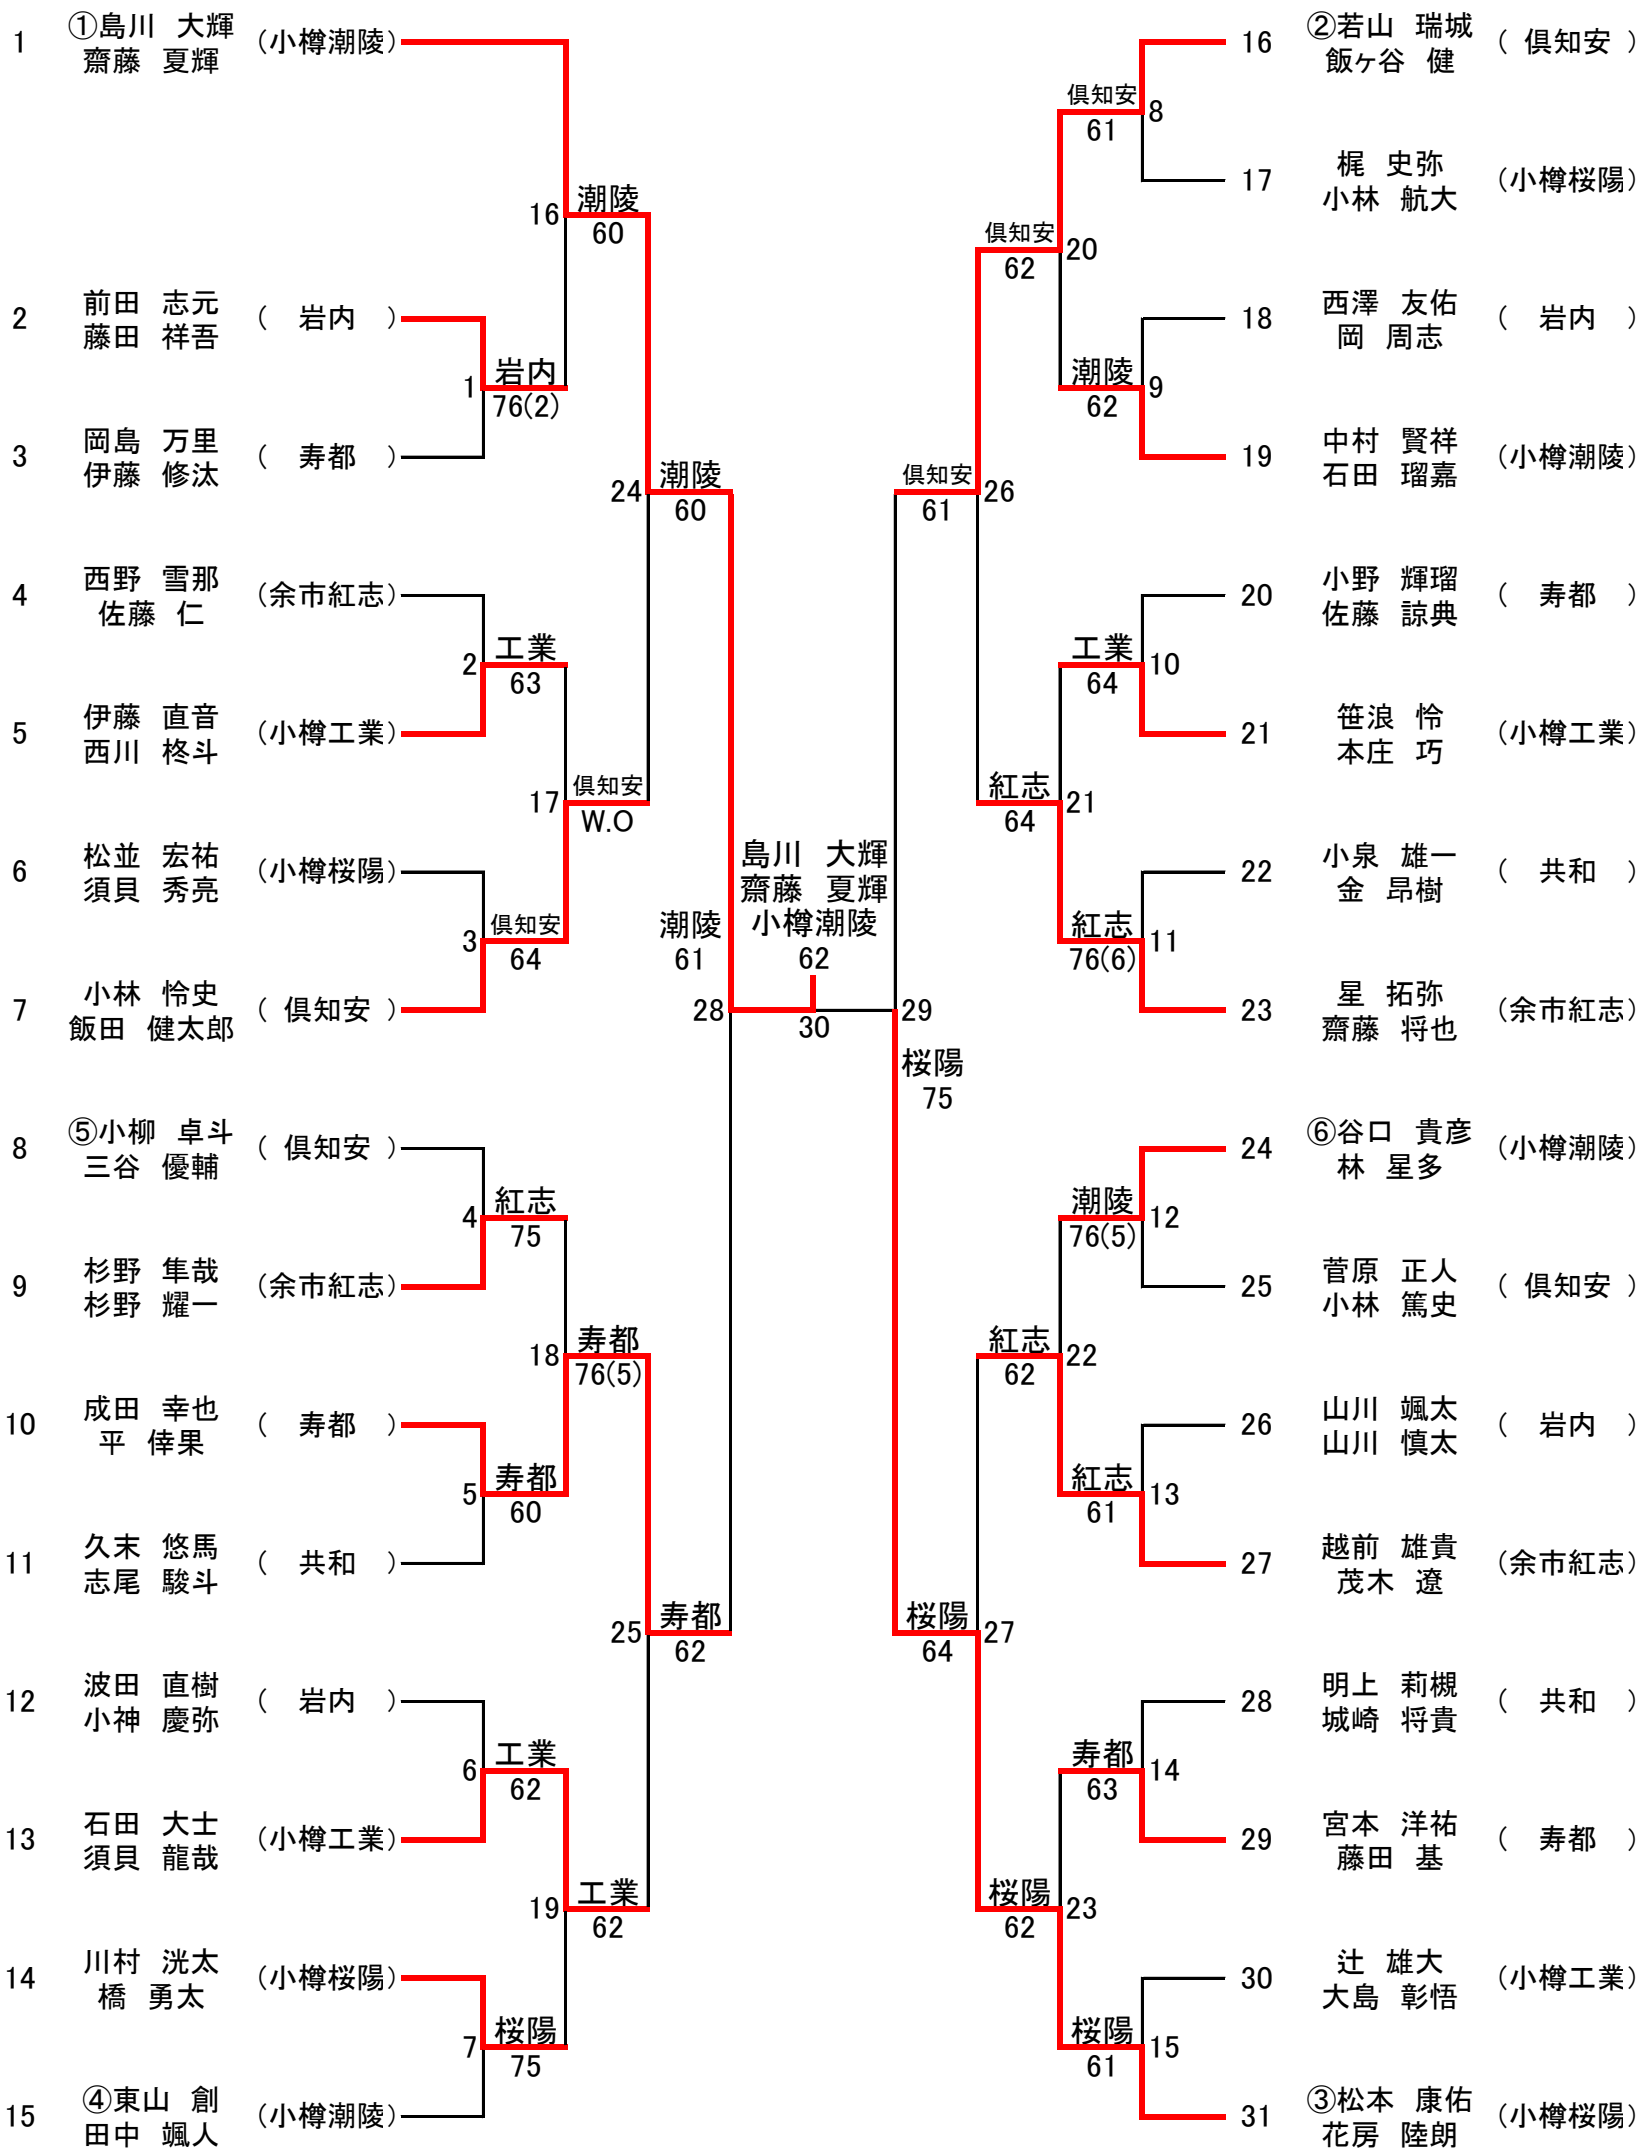 1 ①島川 大輝 (小樽潮陵)
齋藤 夏輝
2 前田 志元 ( 岩内 )
藤田 祥吾
3 岡島 万里 ( 寿都 )
伊藤 修汰
4 西野 雪那 (余市紅志)
佐藤 仁
5 伊藤 直音 (小樽工業)
西川 柊斗
6 松並 宏祐 (小樽桜陽)
須貝 秀亮
7 小林 怜史 ( 倶知安 )
飯田 健太郎
8 ⑤小柳 卓斗 ( 倶知安 )
三谷 優輔
9 杉野 隼哉 (余市紅志)
杉野 耀一
10 成田 幸也 ( 寿都 )
平 倖果
11 久末 悠馬 ( 共和 )
志尾 駿斗
12 波田 直樹 ( 岩内 )
小神 慶弥
13 石田 大士 (小樽工業)
須貝 龍哉
14 川村 洸太 (小樽桜陽)
橋 勇太
15 ④東山 創 (小樽潮陵)
田中 颯人
1 岩内
76(2)
2 工業
63
3 倶知安
64
4 紅志
75
5 寿都
60
6 工業
62
7 桜陽
75
16 潮陵
60
17 倶知安
W.O
18 寿都
76(5)
19 工業
62
24 潮陵
60
25 寿都
62
潮陵
61
28
島川 大輝
齋藤 夏輝
小樽潮陵
62
30
29
桜陽
75
倶知安 26
61
桜陽 27
64
倶知安 20
62
紅志 21
64
紅志 22
62
桜陽 23
62
倶知安 8
61
潮陵 9
62
工業 10
64
紅志 11
76(6)
潮陵 12
76(5)
紅志 13
61
寿都 14
63
桜陽 15
61
16 ②若山 瑞城 ( 倶知安 )
飯ヶ谷 健
17 梶 史弥 (小樽桜陽)
小林 航大
18 西澤 友佑 ( 岩内 )
岡 周志
19 中村 賢祥 (小樽潮陵)
石田 瑠嘉
20 小野 輝瑠 ( 寿都 )
佐藤 諒典
21 笹浪 怜 (小樽工業)
本庄 巧
22 小泉 雄一 ( 共和 )
金 昂樹
23 星 拓弥 (余市紅志)
齋藤 将也
24 ⑥谷口 貴彦 (小樽潮陵)
林 星多
25 菅原 正人 ( 倶知安 )
小林 篤史
26 山川 颯太 ( 岩内 )
山川 慎太
27 越前 雄貴 (余市紅志)
茂木 遼
28 明上 莉槻 ( 共和 )
城崎 将貴
29 宮本 洋祐 ( 寿都 )
藤田 基
30 辻 雄大 (小樽工業)
大島 彰悟
31 ③松本 康佑 (小樽桜陽)
花房 陸朗